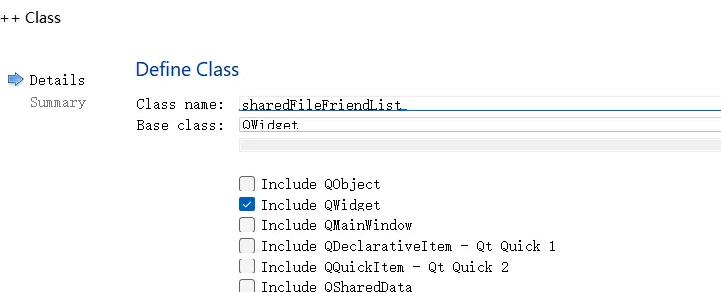 ++ Class
Define Class
Details
Summary
Class name: sharedFileFriendList
Base class: QWidget
Include QObject
Include QWidget
Include QMainWindow
Include QDeclarativeItem - Qt Quick 1
Include QQuickItem - Qt Quick 2
Include QSharedData